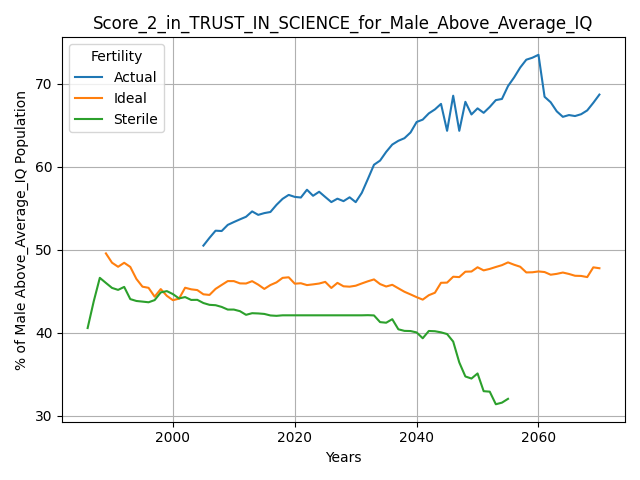 Score_2_in_TRUST_IN_SCIENCE_for_Male_Above_Average_IQ
Fertility
Actual
Ideal
Sterile
% of Male Above_Average_IQ Population
70
60
50
40
30
2000
2020
2040
2060
Years